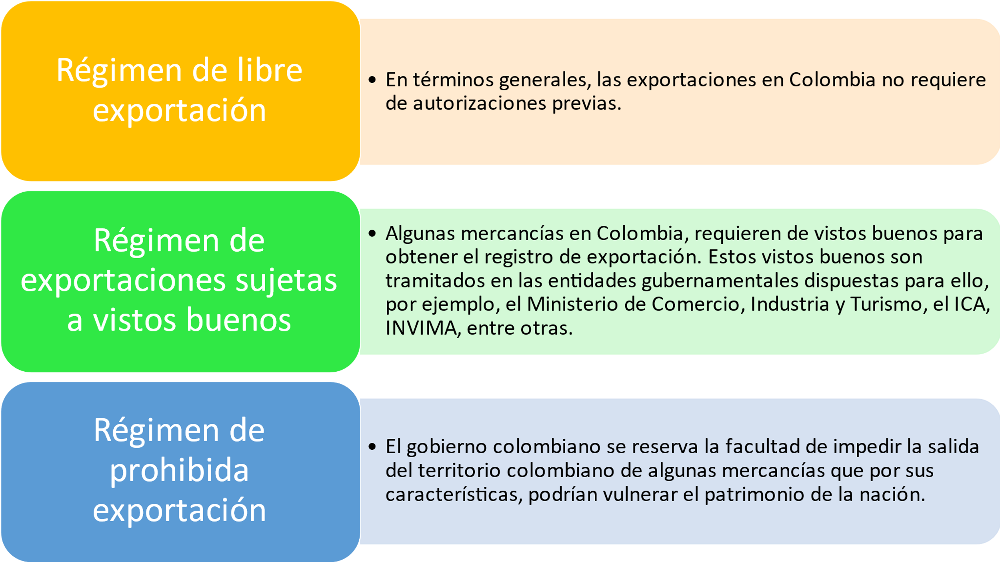 Régimen de libre
exportación
• En términos generales, las exportaciones en Colombia no requiere
de autorizaciones previas.
Régimen de
exportaciones sujetas
a vistos buenos
• Algunas mercancías en Colombia, requieren de vistos buenos para
obtener el registro de exportación. Estos vistos buenos son
tramitados en las entidades gubernamentales dispuestas para ello,
por ejemplo, el Ministerio de Comercio, Industria y Turismo, el ICA,
INVIMA, entre otras.
Régimen de
prohibida
exportación
• El gobierno colombiano se reserva la facultad de impedir la salida
del territorio colombiano de algunas mercancías que por sus
características, podrían vulnerar el patrimonio de la nación.